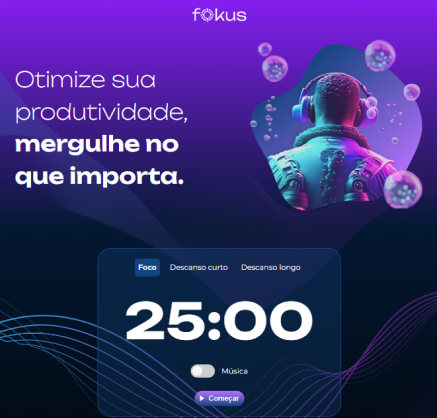 fokus
Otimize sua
produtividade,
mergulhe no
que importa.
Foco Descanso curto Descanso longo
25:00
Música
Começar